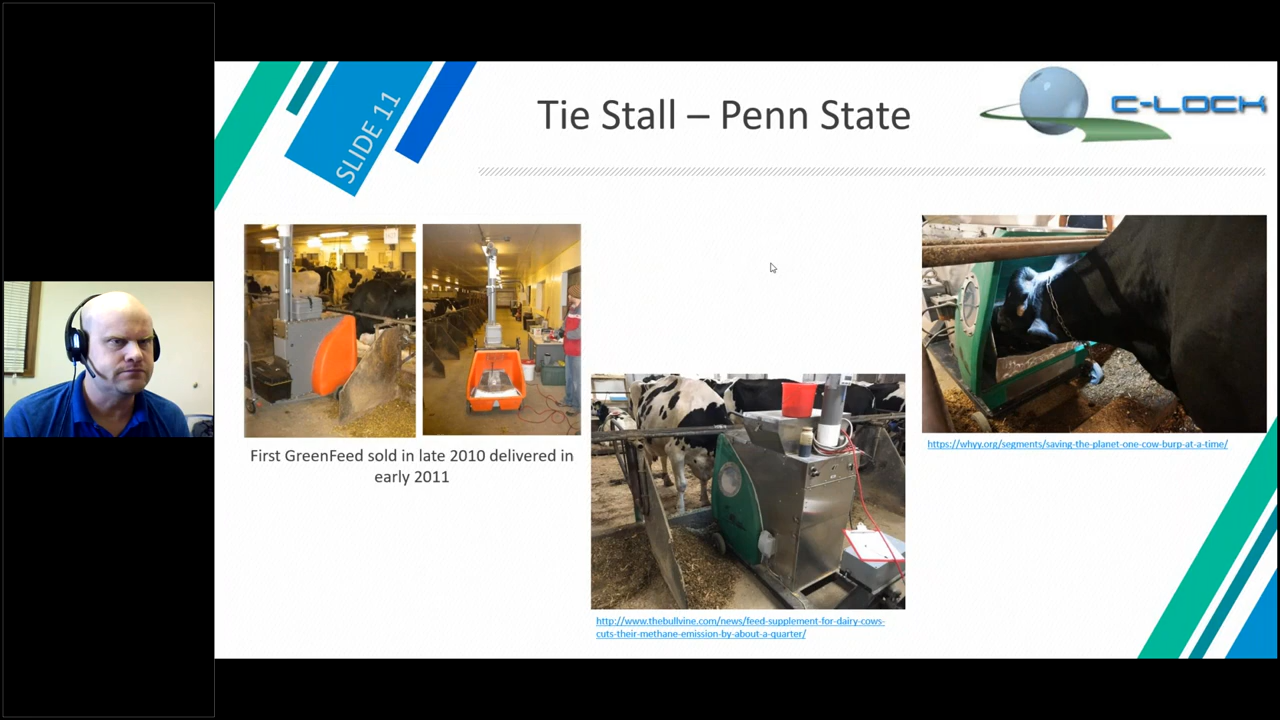 SLIDE 11
Tie Stall – Penn State
C-LOCK
First GreenFeed sold in late 2010 delivered in
early 2011
http://www.thebullvine.com/news/feed-supplement-for-dairy-cows-
cuts-their-methane-emission-by-about-a-quarter/
https://whyy.org/segments/saving-the-planet-one-cow-burp-at-a-time/